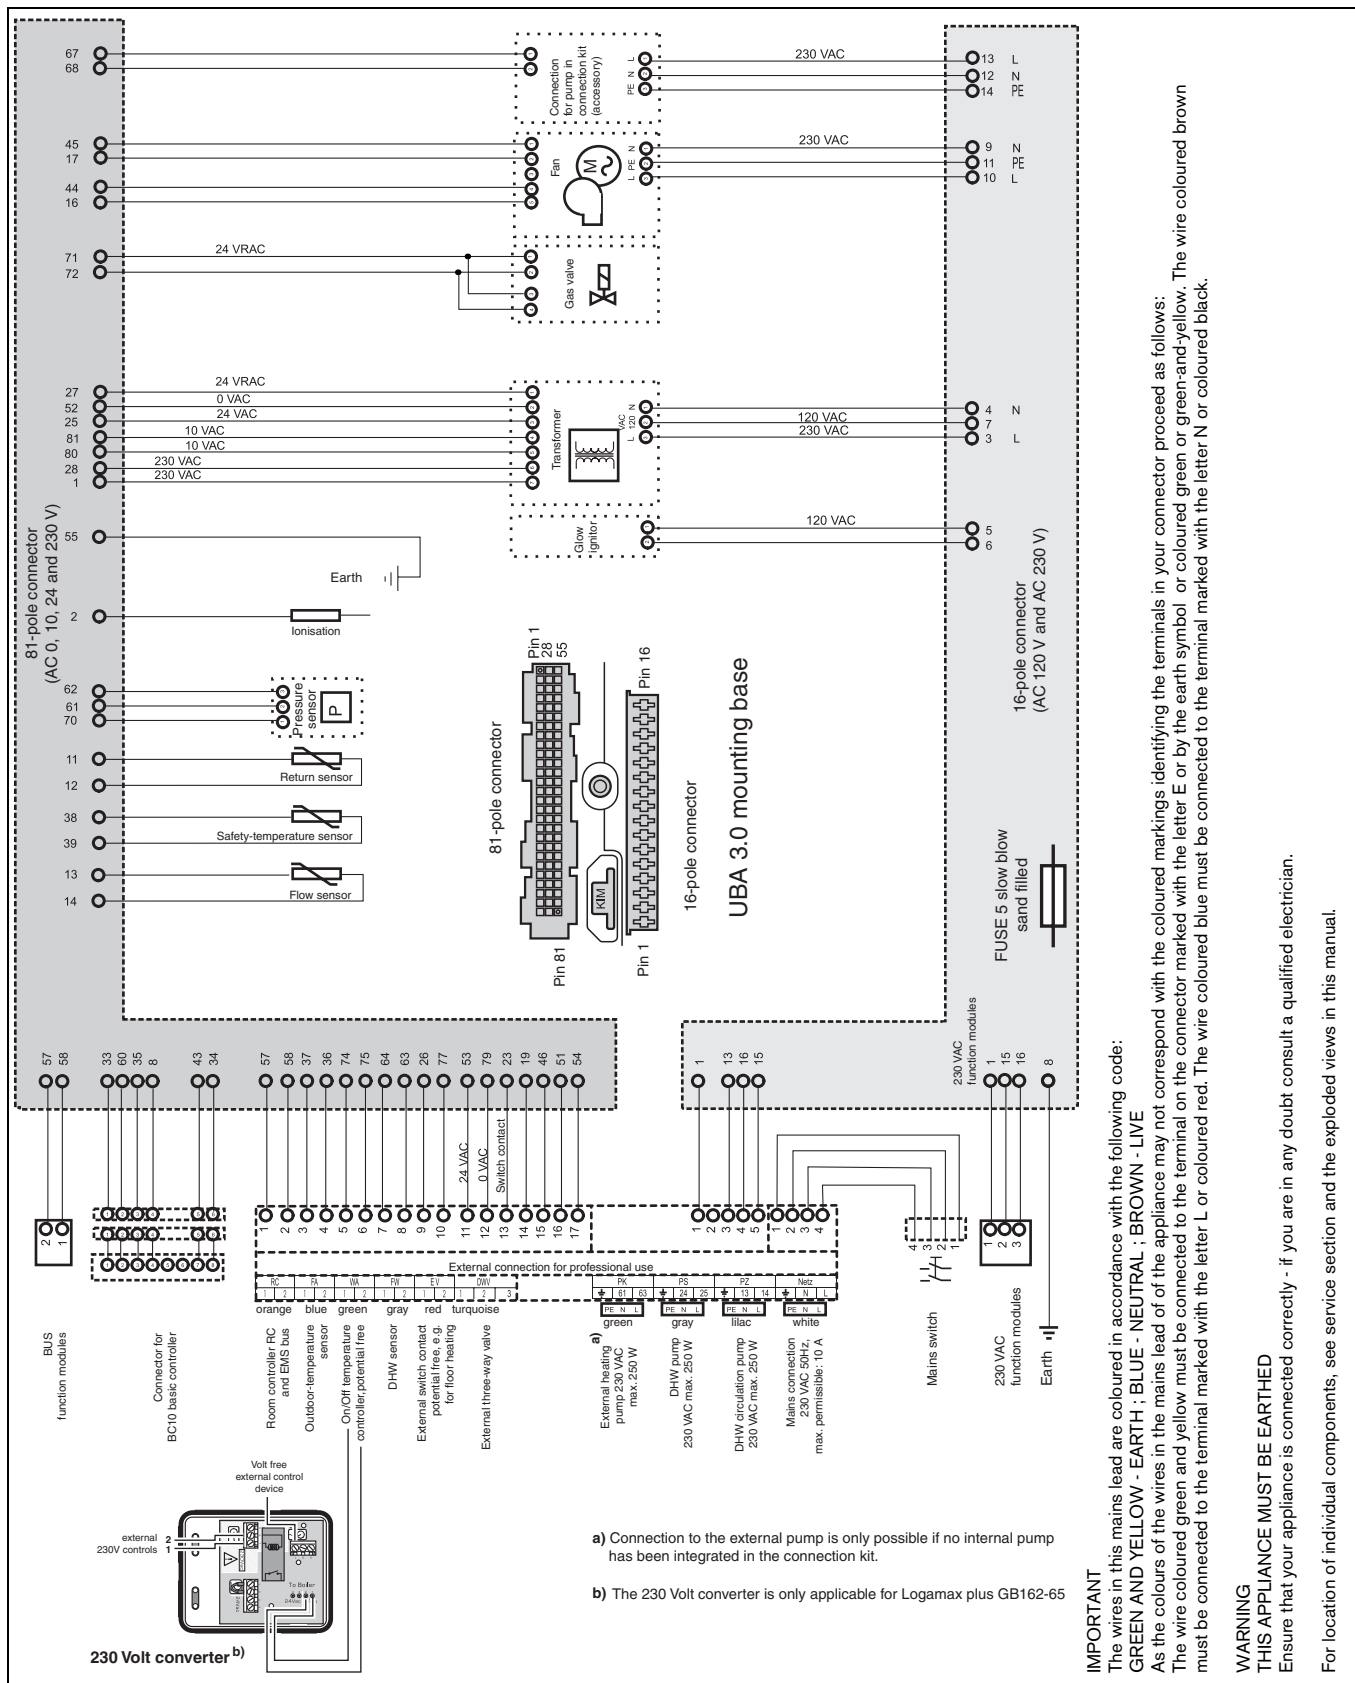 67
68
45
17
44
16
71
72
27
52
25
81
80
28
1
55
2
62
61
70
11
12
38
39
13
14
81-pole connector
(AC 0, 10, 24 and 230 V)
24 VRAC
24 VRAC
0 VAC
24 VAC
10 VAC
10 VAC
230 VAC
230 VAC
Earth
Ionisation
Pressure
sensor
P
3
2
1
Return sensor
Safety-temperature sensor
Flow sensor
Connection
for pump in
connection kit
(accessory)
PE N L
Fan
M
L PE N
Gas valve
Transformer
L 120 N
VAC
Glow
ignitor
230 VAC
230 VAC
120 VAC
230 VAC
120 VAC
13 L
12 N
14 PE
9 N
11 PE
10 L
4 N
7
3 L
5
6
16-pole connector
(AC 120 V and AC 230 V)
FUSE 5 slow blow
sand filled
81-pole connector
Pin 1
28
55
Pin 81
KIM
Pin 16
Pin 1
16-pole connector
UBA 3.0 mounting base
57
58
33
60
35
8
43
34
57
58
37
36
74
75
64
63
26
77
53
79
23
19
46
51
54
1
13
16
15
230 VAC
function modules
1
15
16
8
24 VAC
0 VAC
Switch contact
2 1
1 2 3 4 5 6 7 8 9 10 11 12 13 14 15 16 17
1 2 3 4 5
1 2 3 4
4 3 2 1
1 2 3
External connection for professional use
RC FA WA FW EV DWV
1 2 1 2 1 2 1 2 1 2 1 2 3
orange blue green gray red turquoise
PK PS PZ Netz
61 63 24 25 13 14 N L
PE N L PE N L PE N L PE N L
green gray lilac white
BUS
function modules
Connector for
BC10 basic controller
Room controller RC
and EMS bus
Outdoor-temperature
sensor
On/Off temperature
controller,potential free
DHW sensor
External switch contact
potential free, e.g.
for floor heating
External three-way valve
a)
External heating
pump 230 VAC
max. 250 W
DHW pump
230 VAC max. 250 W
DHW circulation pump
230 VAC max. 250 W
Mains connection
230 VAC 50Hz,
max. permissible: 10 A
Mains switch
230 VAC
function modules
Earth
Volt free
external control
device
external 2
230V controls 1
To Boiler
230 Volt converter b)
a) Connection to the external pump is only possible if no internal pump
has been integrated in the connection kit.
b) The 230 Volt converter is only applicable for Logamax plus GB162-65
IMPORTANT
The wires in this mains lead are coloured in accordance with the following code:
GREEN AND YELLOW - EARTH ; BLUE - NEUTRAL ; BROWN - LIVE
As the colours of the wires in the mains lead of of the appliance may not correspond with the coloured markings identifying the terminals in your connector proceed as follows:
The wire coloured green and yellow must be connected to the terminal on the connector marked with the letter E or by the earth symbol or coloured green or green-and-yellow. The wire coloured brown
must be connected to the terminal marked with the letter L or coloured red. The wire coloured blue must be connected to the terminal marked with the letter N or coloured black.
WARNING
THIS APPLIANCE MUST BE EARTHED
Ensure that your appliance is connected correctly - if you are in any doubt consult a qualified electrician.
For location of individual components, see service section and the exploded views in this manual.